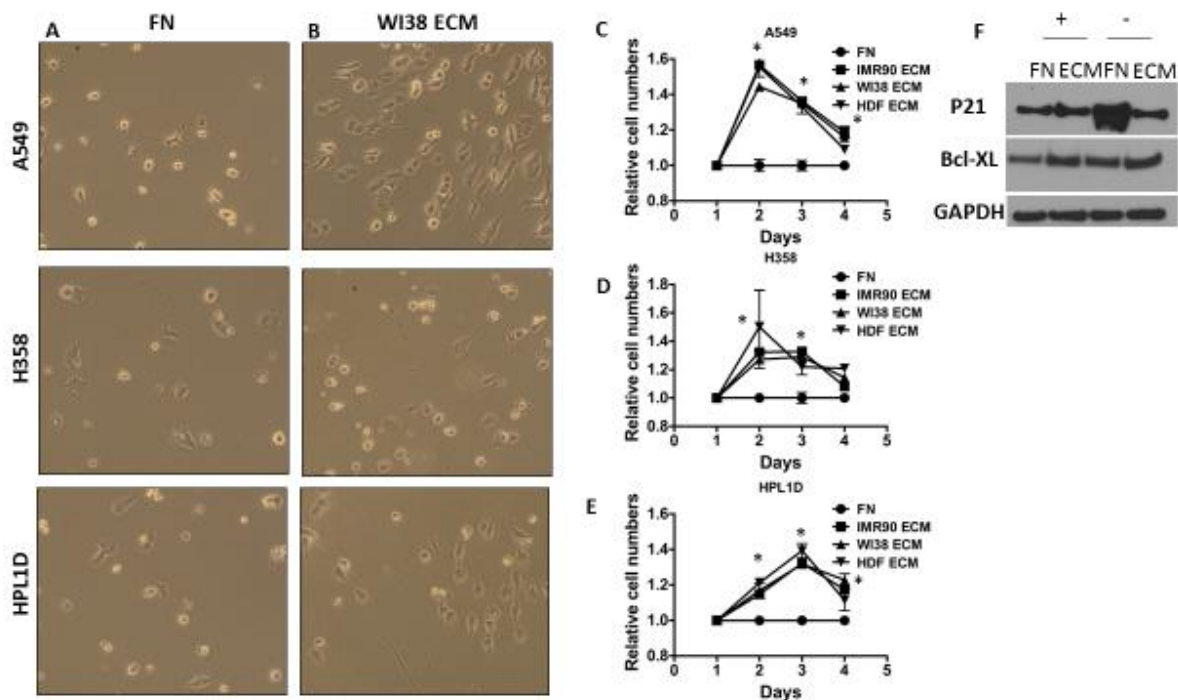 FN
WI38 ECM
A
B
A549
H358
HPL1D
C
A549
1.6
1.4
1.2
1.0
0.8
Relative cell numbers
0 1 2 3 4 5
Days
* * *
FN
IMR90 ECM
WI38 ECM
HDF ECM
D
H358
1.6
1.4
1.2
1.0
0.8
Relative cell numbers
0 1 2 3 4 5
Days
* *
FN
IMR90 ECM
WI38 ECM
HDF ECM
E
HPL1D
1.6
1.4
1.2
1.0
0.8
Relative cell numbers
0 1 2 3 4 5
Days
* * *
FN
IMR90 ECM
WI38 ECM
HDF ECM
F
+ -
FN ECM FN ECM
P21
Bcl-XL
GAPDH